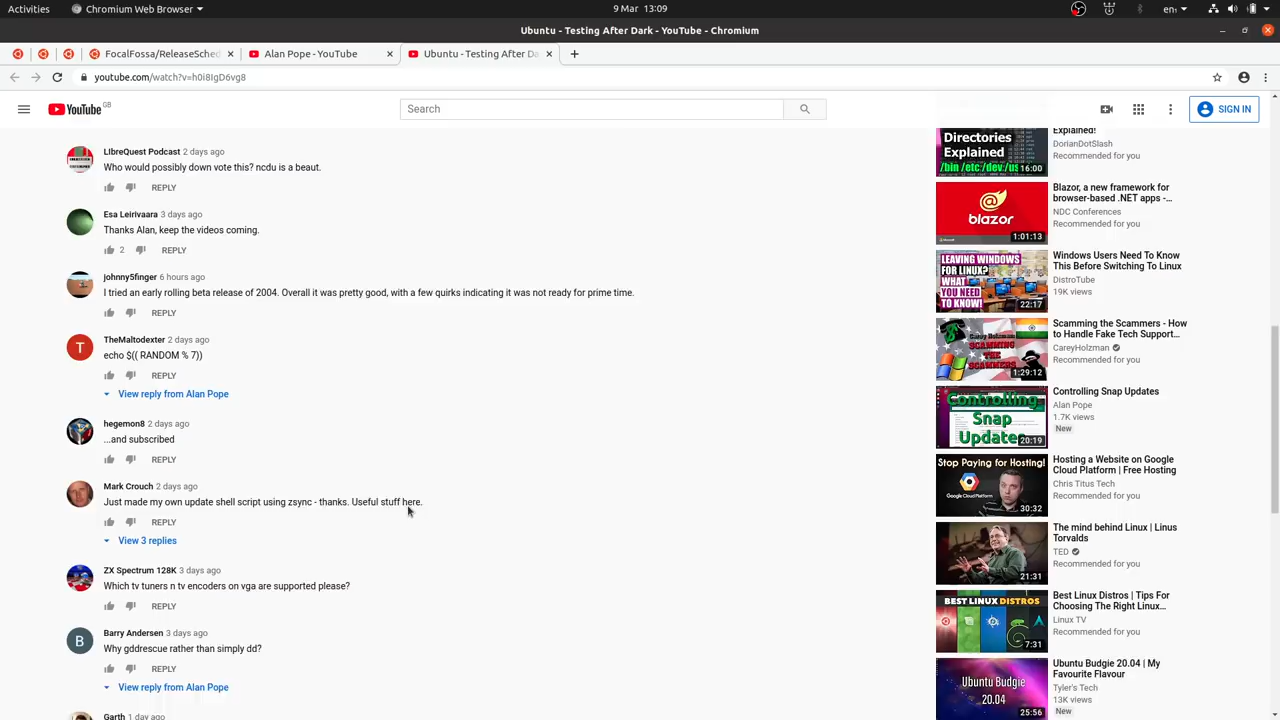 Activities
Chromium Web Browser
9 Mar 13:09
en
Ubuntu - Testing After Dark - YouTube - Chromium
FocalFossa/ReleaseSched
Alan Pope - YouTube
Ubuntu - Testing After Da
youtube.com/watch?v=h0i8IgD6vg8
YouTube GB
Search
SIGN IN
LIbreQuest Podcast 2 days ago
Who would possibly down vote this? ncdu is a beaut.
REPLY
Esa Leirivaara 3 days ago
Thanks Alan, keep the videos coming.
2 REPLY
johnny5finger 6 hours ago
I tried an early rolling beta release of 2004 pretty good, with a few quirks indicating it was not ready for prime time.
REPLY
TheMaltodexter 2 days ago
echo $(( RANDOM % 7))
REPLY
View reply from Alan Pope
hegemon8 2 days ago
...and subscribed
REPLY
Mark Crouch 2 days ago
Just made my own update shell script using zsync - thanks. Useful stuff here.
REPLY
View 3 replies
ZX Spectrum 128K 3 days ago
Which tv tuners n tv encoders on vga are supported please?
REPLY
B
Barry Andersen 3 days ago
Why gddrescue rather than simply dd?
REPLY
View reply from Alan Pope
Garth 1 day ago
Directories
Explained
/bin /etc /dev /us
16:00
Explained!
DorianDotSlash
Recommended for you
blazor
1:01:13
Blazor, a new framework for
browser-based .NET apps -...
NDC Conferences
Recommended for you
LEAVING WINDOWS
FOR LINUX?
WHAT
YOU NEED
TO KNOW!
22:17
Windows Users Need To Know
This Before Switching To Linux
DistroTube
19K views
Carey Holzman
SCAMMING
THE
SCAMMERS
1:29:12
Scamming the Scammers - How
to Handle Fake Tech Support...
CareyHolzman
Recommended for you
Controlling
Snap
Updates
20:19
Controlling Snap Updates
Alan Pope
1.7K views
New
Stop Paying for Hosting!
Google Cloud Platform
30:32
Hosting a Website on Google
Cloud Platform | Free Hosting
Chris Titus Tech
Recommended for you
21:31
The mind behind Linux | Linus
Torvalds
TED
Recommended for you
BEST LINUX DISTROS
7:31
Best Linux Distros | Tips For
Choosing The Right Linux...
Linux TV
Recommended for you
Ubuntu Budgie
20.04
25:56
Ubuntu Budgie 20.04 | My
Favourite Flavour
Tyler's Tech
13K views
New